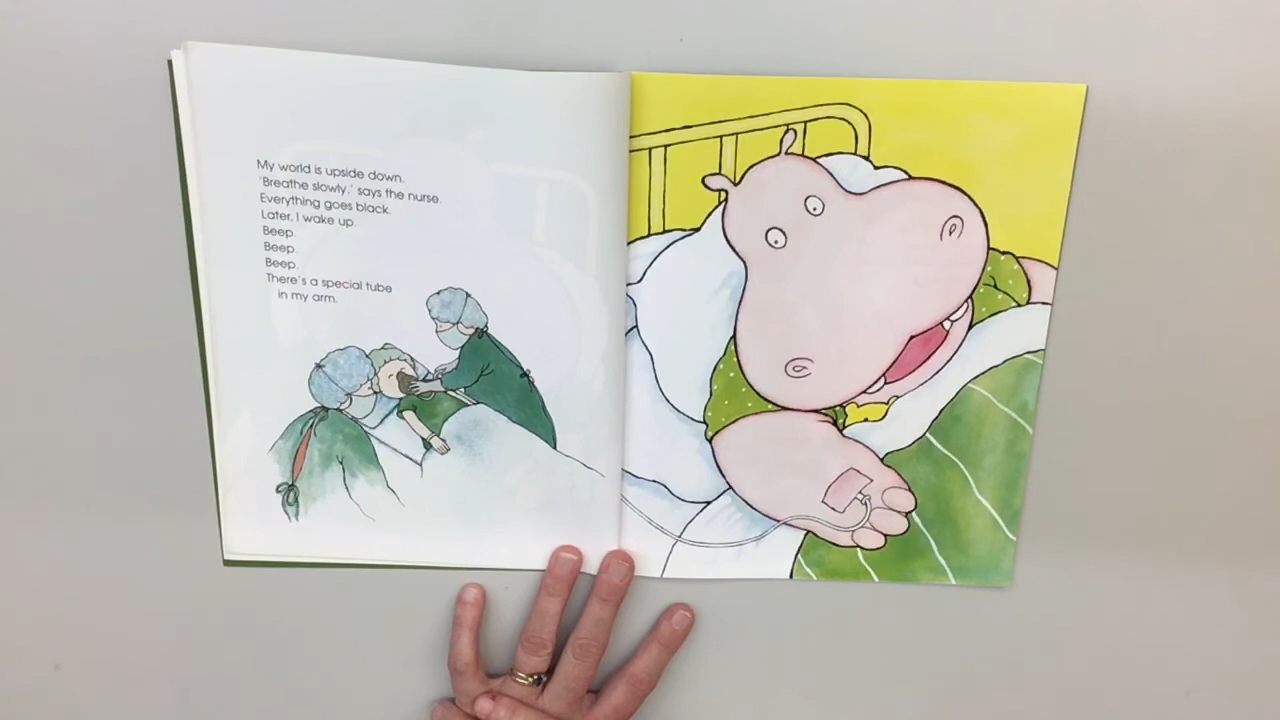 My world is upside down.
'Breathe slowly.' says the nurse.
Everything goes black.
Later, I wake up.
Beep.
Beep.
Beep.
There's a special tube
in my arm.